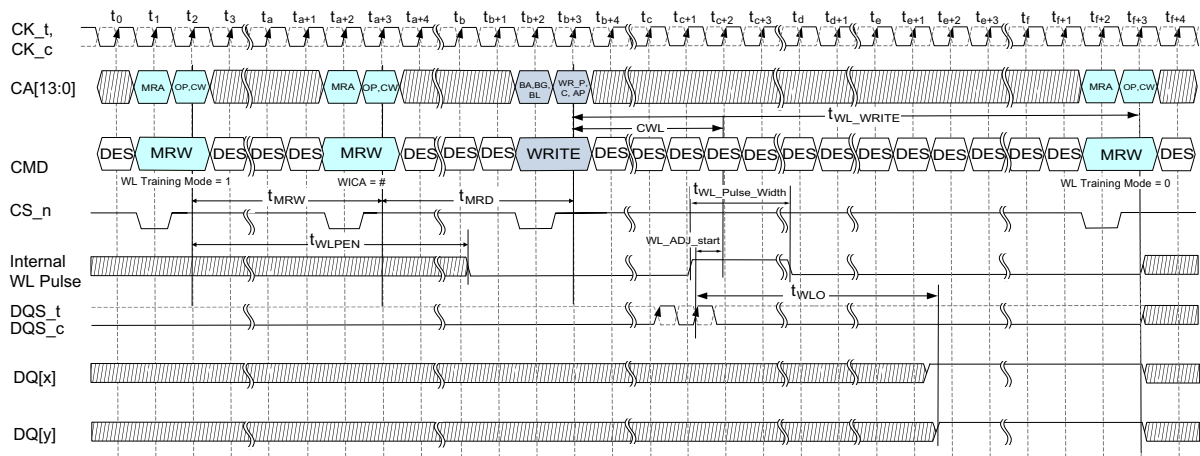 t0 t1 t2 t3 ta ta+1 ta+2 ta+3 ta+4 tb tb+1 tb+2 tb+3 tb+4 tc tc+1 tc+2 tc+3 td td+1 te te+1 te+2 te+3 tf tf+1 tf+2 tf+3 tf+4
CK_t,
CK_c
CA[13:0] MRA OP,CW MRA OP,CW BA,BG, BL WR_P, C, AP MRA OP,CW
tWL_WRITE
CWL
CMD DES MRW DES DES DES MRW DES DES DES WRITE DES DES DES DES DES DES DES DES DES DES DES DES DES MRW DES
WL Training Mode = 1 WICA = # WL Training Mode = 0
tMRW tMRD tWL_Pulse_Width
CS_n
tWLPEN WL_ADJ_start
Internal
WL Pulse
tWLO
DQS_t
DQS_c
DQ[x]
DQ[y]